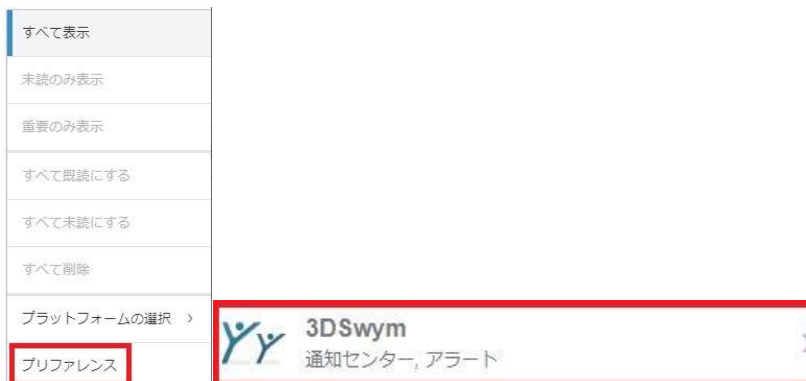 すべて表示
未読のみ表示
重要のみ表示
すべて既読にする
すべて未読にする
すべて削除
プラットフォームの選択 >
プリファレンス
3DSwym
通知センター, アラート